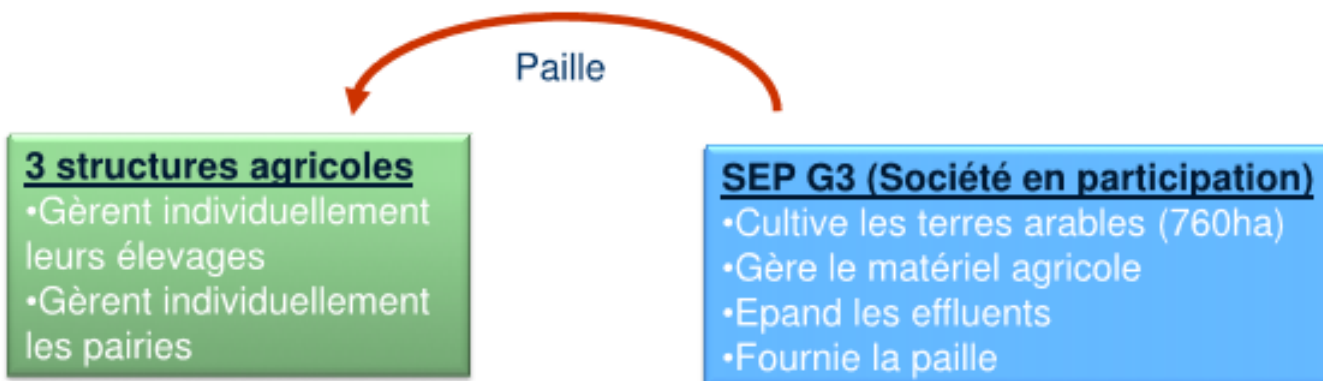 Paille
3 structures agricoles
•Gèrent individuellement
leurs élevages
•Gèrent individuellement
les pairies
SEP G3 (Société en participation)
•Cultive les terres arables (760ha)
•Gère le matériel agricole
•Epand les effluents
•Fournie la paille